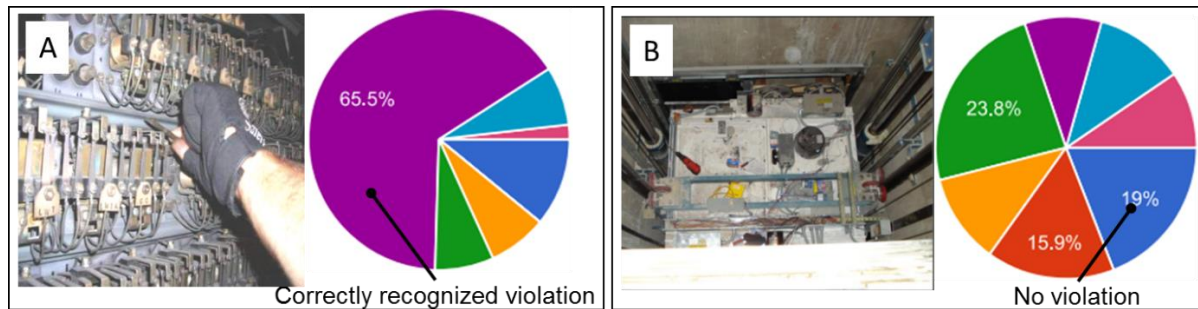 A
65.5%
Correctly recognized violation
B
23.8%
19%
15.9%
No violation